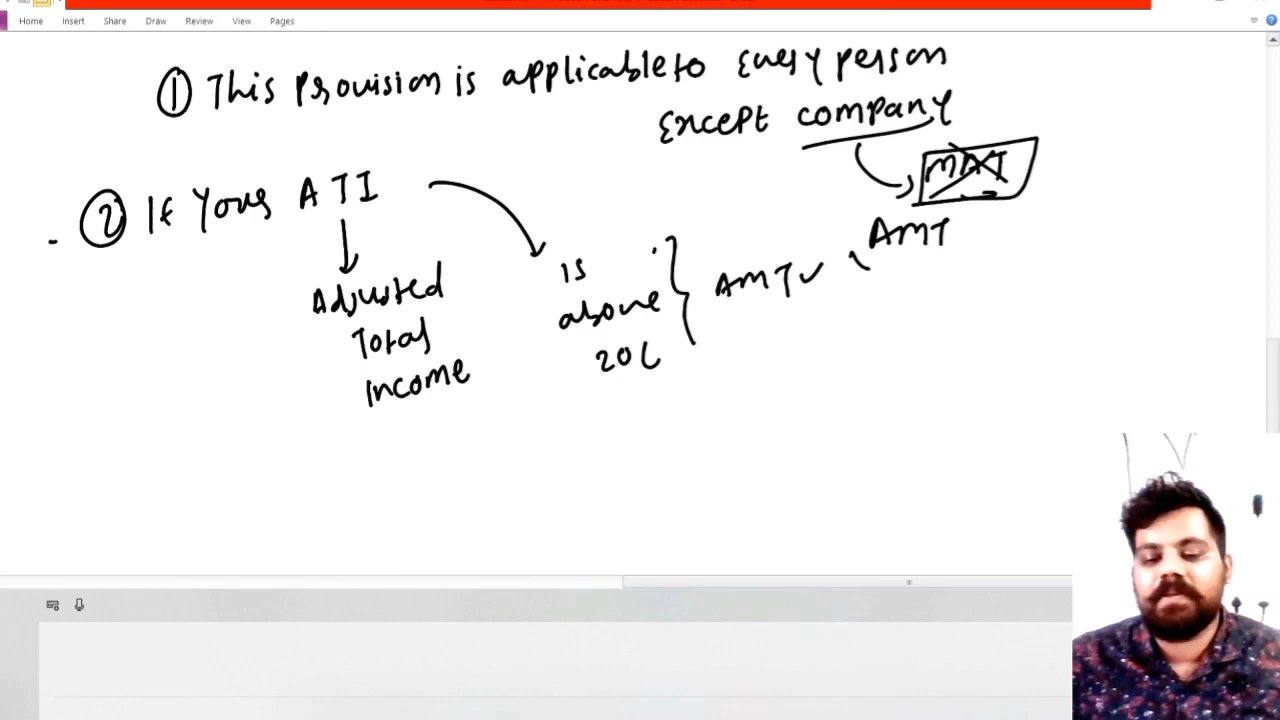 Home Insert Share Draw Review View Pages
① This Provision is applicable to Every person
Except company
MAT
② If Your ATI
AMT
is
above
20L
AMT
Adjusted
Total
Income